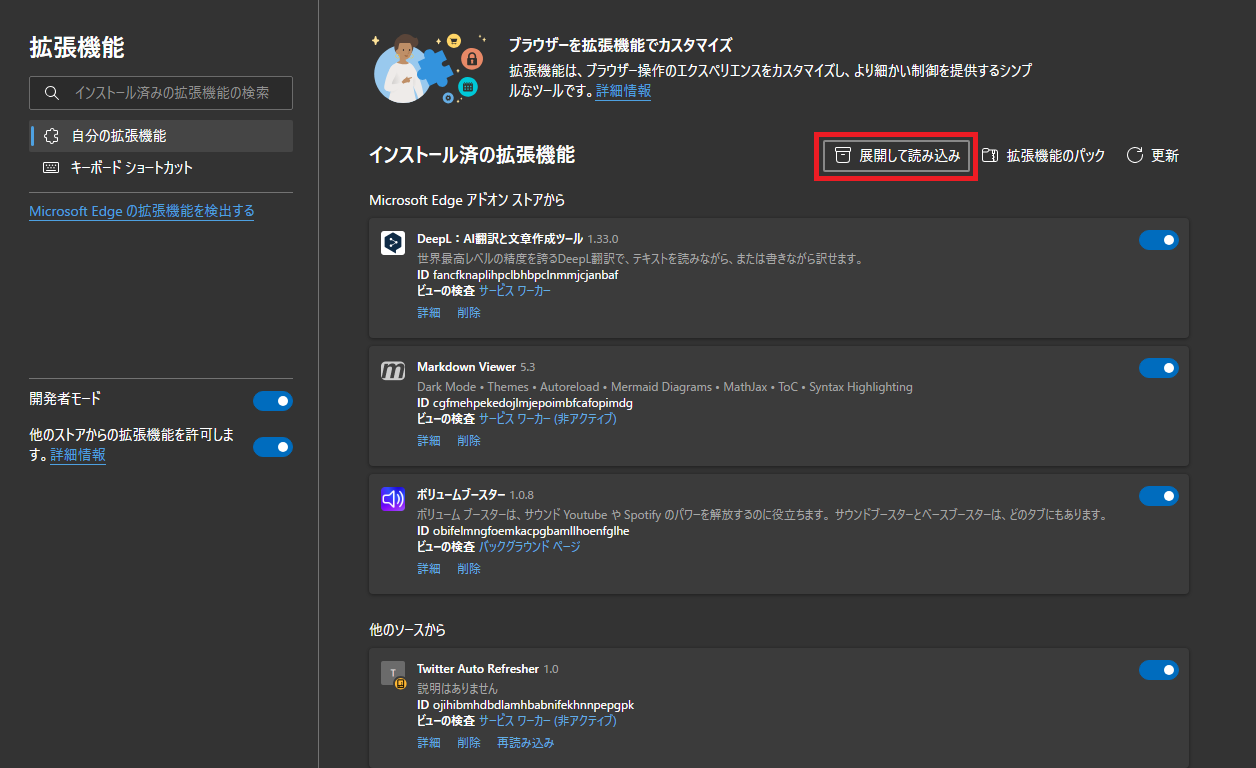 拡張機能
インストール済みの拡張機能の検索
自分の拡張機能
キーボード ショートカット
Microsoft Edge の拡張機能を検出する
開発者モード
他のストアからの拡張機能を許可しま
す。詳細情報
ブラウザーを拡張機能でカスタマイズ
拡張機能は、ブラウザー操作のエクスペリエンスをカスタマイズし、より細かい制御を提供するシンプ
ルなツールです。詳細情報
インストール済の拡張機能
展開して読み込み
拡張機能のパック
更新
Microsoft Edge アドオン ストアから
DeepL：AI翻訳と文章作成ツール 1.33.0
世界最高レベルの精度を誇るDeepL翻訳で、テキストを読みながら、または書きながら訳せます。
ID fancfknaplihpclbhbpclnmmjcjanbaf
ビューの検査 サービス ワーカー
詳細 削除
m
Markdown Viewer 5.3
Dark Mode • Themes • Autoreload • Mermaid Diagrams • MathJax • ToC • Syntax Highlighting
ID cgfmehpekedojlmjepoimbfcafopimdg
ビューの検査 サービス ワーカー (非アクティブ)
詳細 削除
ボリュームブースター 1.0.8
ボリューム ブースターは、サウンド Youtube や Spotify のパワーを解放するのに役立ちます。 サウンドブースターとベースブースターは、どのタブにもあります。
ID obifelmngfoemkacpgbamllhoenfglhe
ビューの検査 バックグラウンド ページ
詳細 削除
他のソースから
T
Twitter Auto Refresher 1.0
説明はありません
ID ojihibmhdbdlamhbabnifekhnnpepgpk
ビューの検査 サービス ワーカー (非アクティブ)
詳細 削除 再読み込み